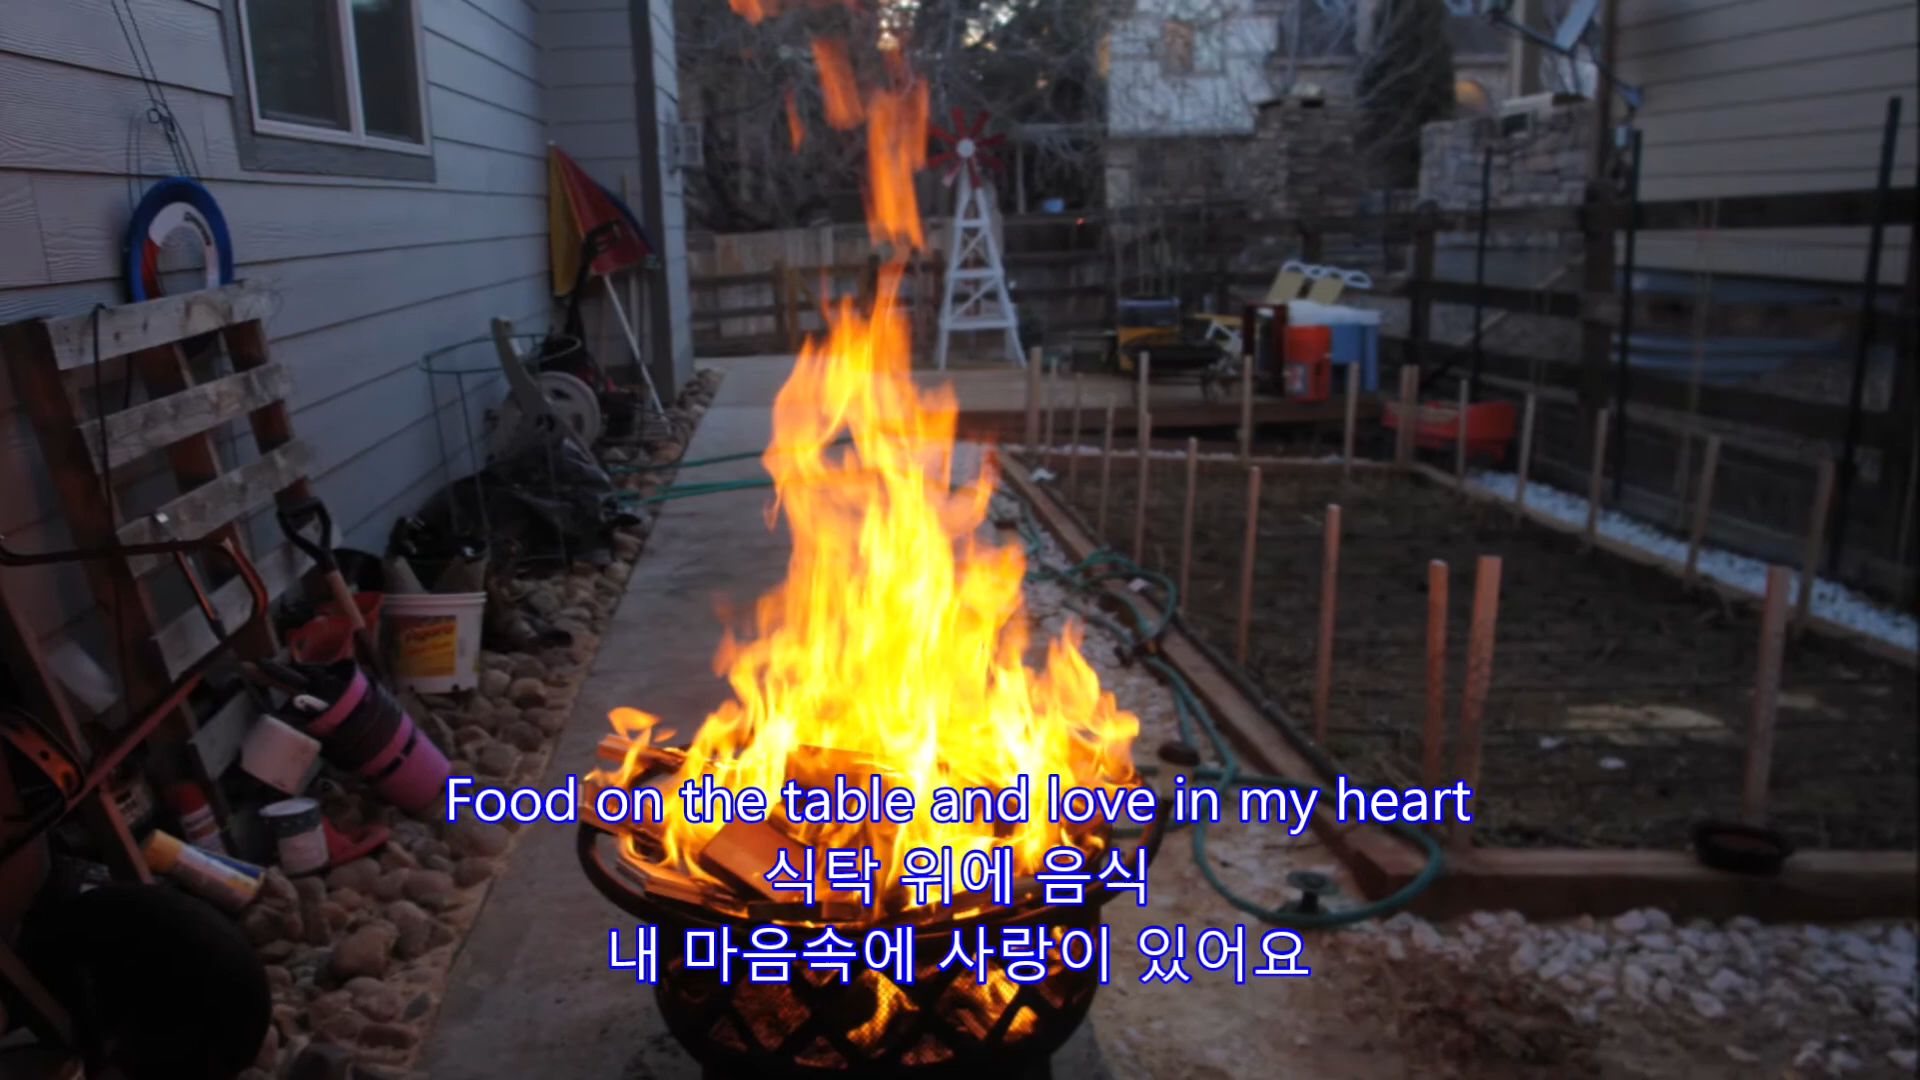 Food on the table and love in my heart
식탁 위에 음식
내 마음속에 사랑이 있어요